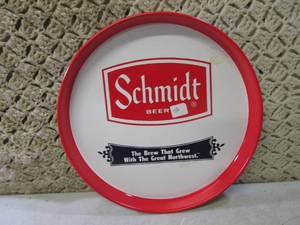 Schmidt
BEER
®
The Brew That Grew
With The Great Northwest.